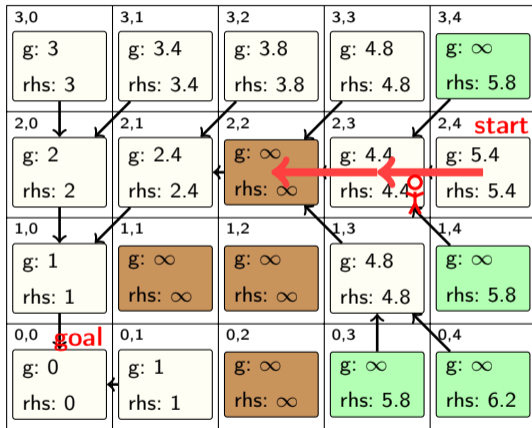 3,0 3,1 3,2 3,3 3,4
g: 3 g: 3.4 g: 3.8 g: 4.8 g: ∞
rhs: 3 rhs: 3.4 rhs: 3.8 rhs: 4.8 rhs: 5.8
2,0 2,1 2,2 2,3 2,4
start
g: 2 g: 2.4 g: ∞ g: 4.4 g: 5.4
rhs: 2 rhs: 2.4 rhs: ∞ rhs: 4.4 rhs: 5.4
1,0 1,1 1,2 1,3 1,4
g: 1 g: ∞ g: ∞ g: 4.8 g: ∞
rhs: 1 rhs: ∞ rhs: ∞ rhs: 4.8 rhs: 5.8
0,0 0,1 0,2 0,3 0,4
goal
g: 0 g: 1 g: ∞ g: ∞ g: ∞
rhs: 0 rhs: 1 rhs: ∞ rhs: 5.8 rhs: 6.2